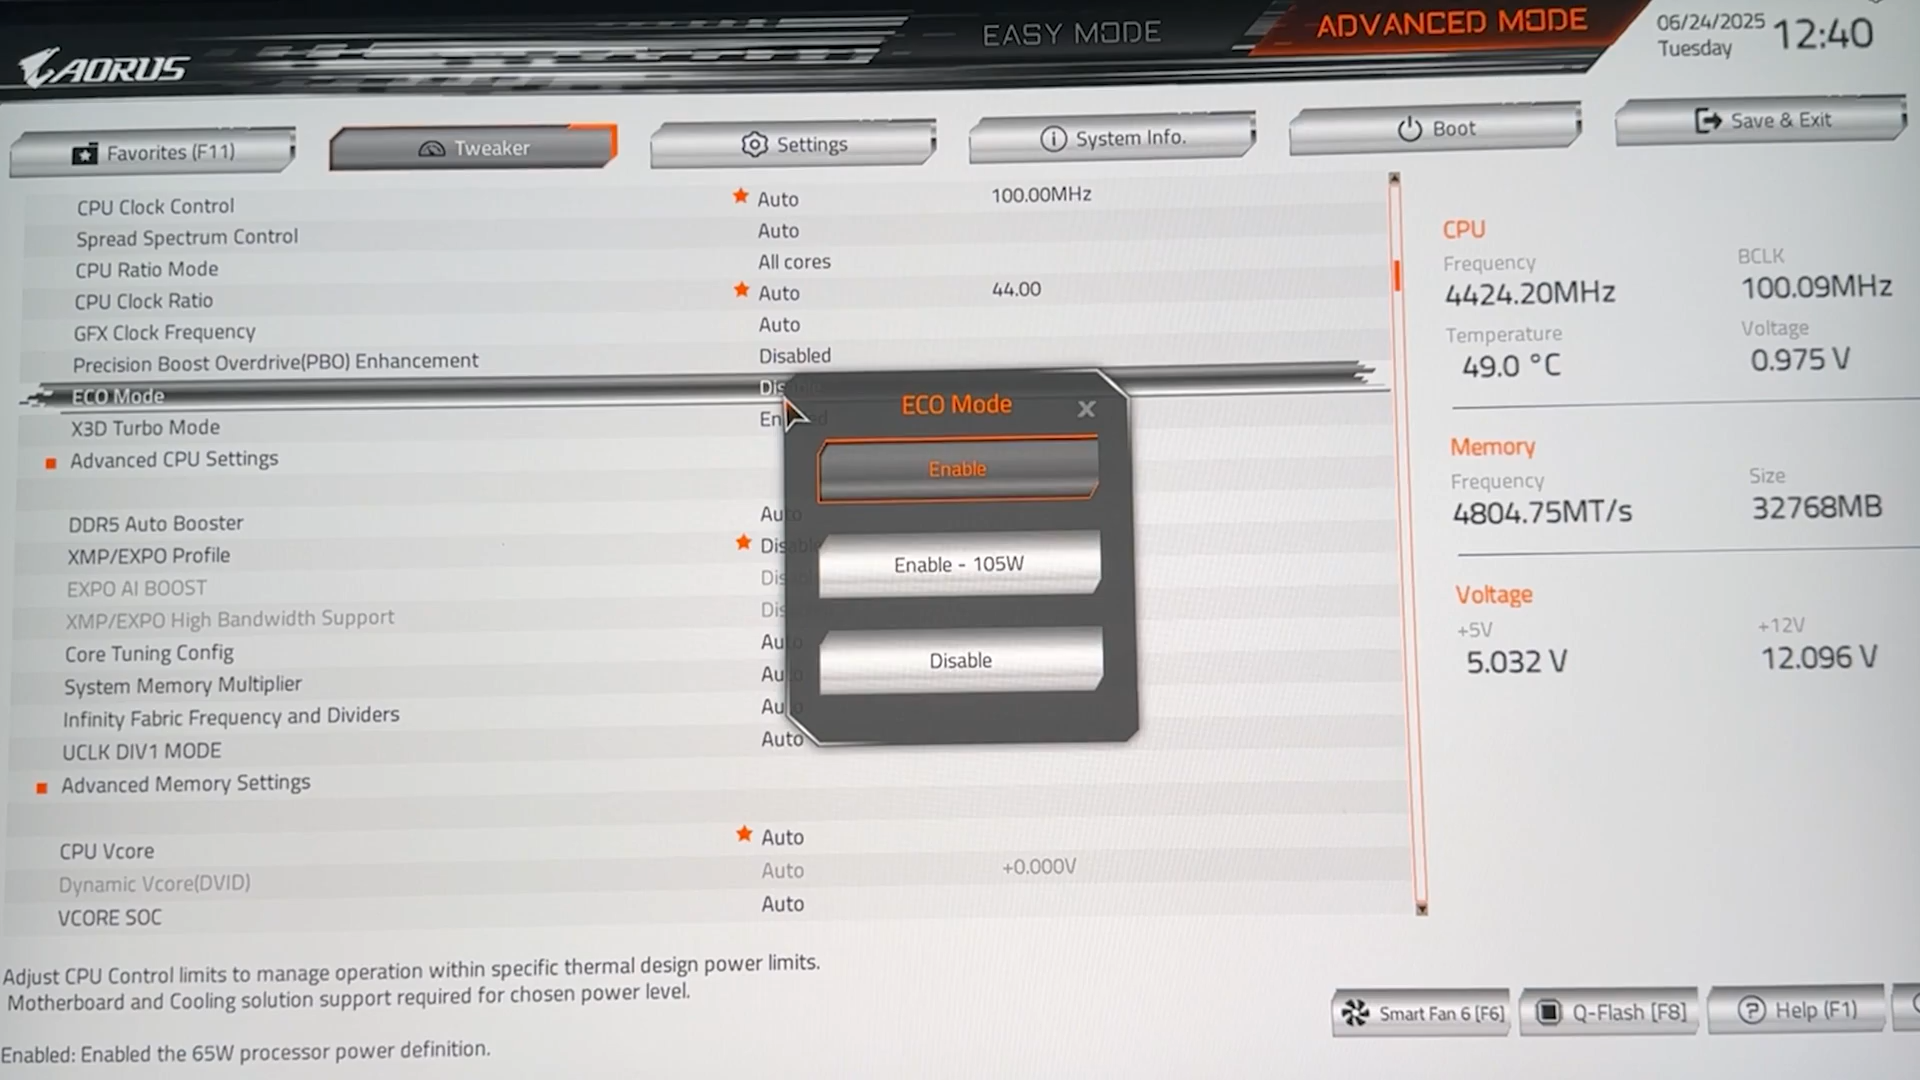 AORUS
EASY MODE
ADVANCED MODE
06/24/2025
Tuesday
12:40
Favorites (F11)
Tweaker
Settings
System Info.
Boot
Save & Exit
CPU Clock Control Auto 100.00MHz
Spread Spectrum Control Auto
CPU Ratio Mode All cores
CPU Clock Ratio Auto 44.00
GFX Clock Frequency Auto
Precision Boost Overdrive(PBO) Enhancement Disabled
ECO Mode Disable
X3D Turbo Mode Enabled
Advanced CPU Settings
DDR5 Auto Booster Auto
XMP/EXPO Profile Disable
EXPO AI BOOST Dis
XMP/EXPO High Bandwidth Support Dis
Core Tuning Config Auto
System Memory Multiplier Auto
Infinity Fabric Frequency and Dividers Auto
UCLK DIV1 MODE Auto
Advanced Memory Settings
CPU Vcore Auto
Dynamic Vcore(DVID) Auto +0.000V
VCORE SOC Auto
ECO Mode X
Enable
Enable - 105W
Disable
CPU
Frequency BCLK
4424.20MHz 100.09MHz
Temperature Voltage
49.0 °C 0.975 V
Memory
Frequency Size
4804.75MT/s 32768MB
Voltage
+5V +12V
5.032 V 12.096 V
Adjust CPU Control limits to manage operation within specific thermal design power limits.
Motherboard and Cooling solution support required for chosen power level.
Enabled: Enabled the 65W processor power definition.
Smart Fan 6 [F6]
Q-Flash [F8]
Help (F1)